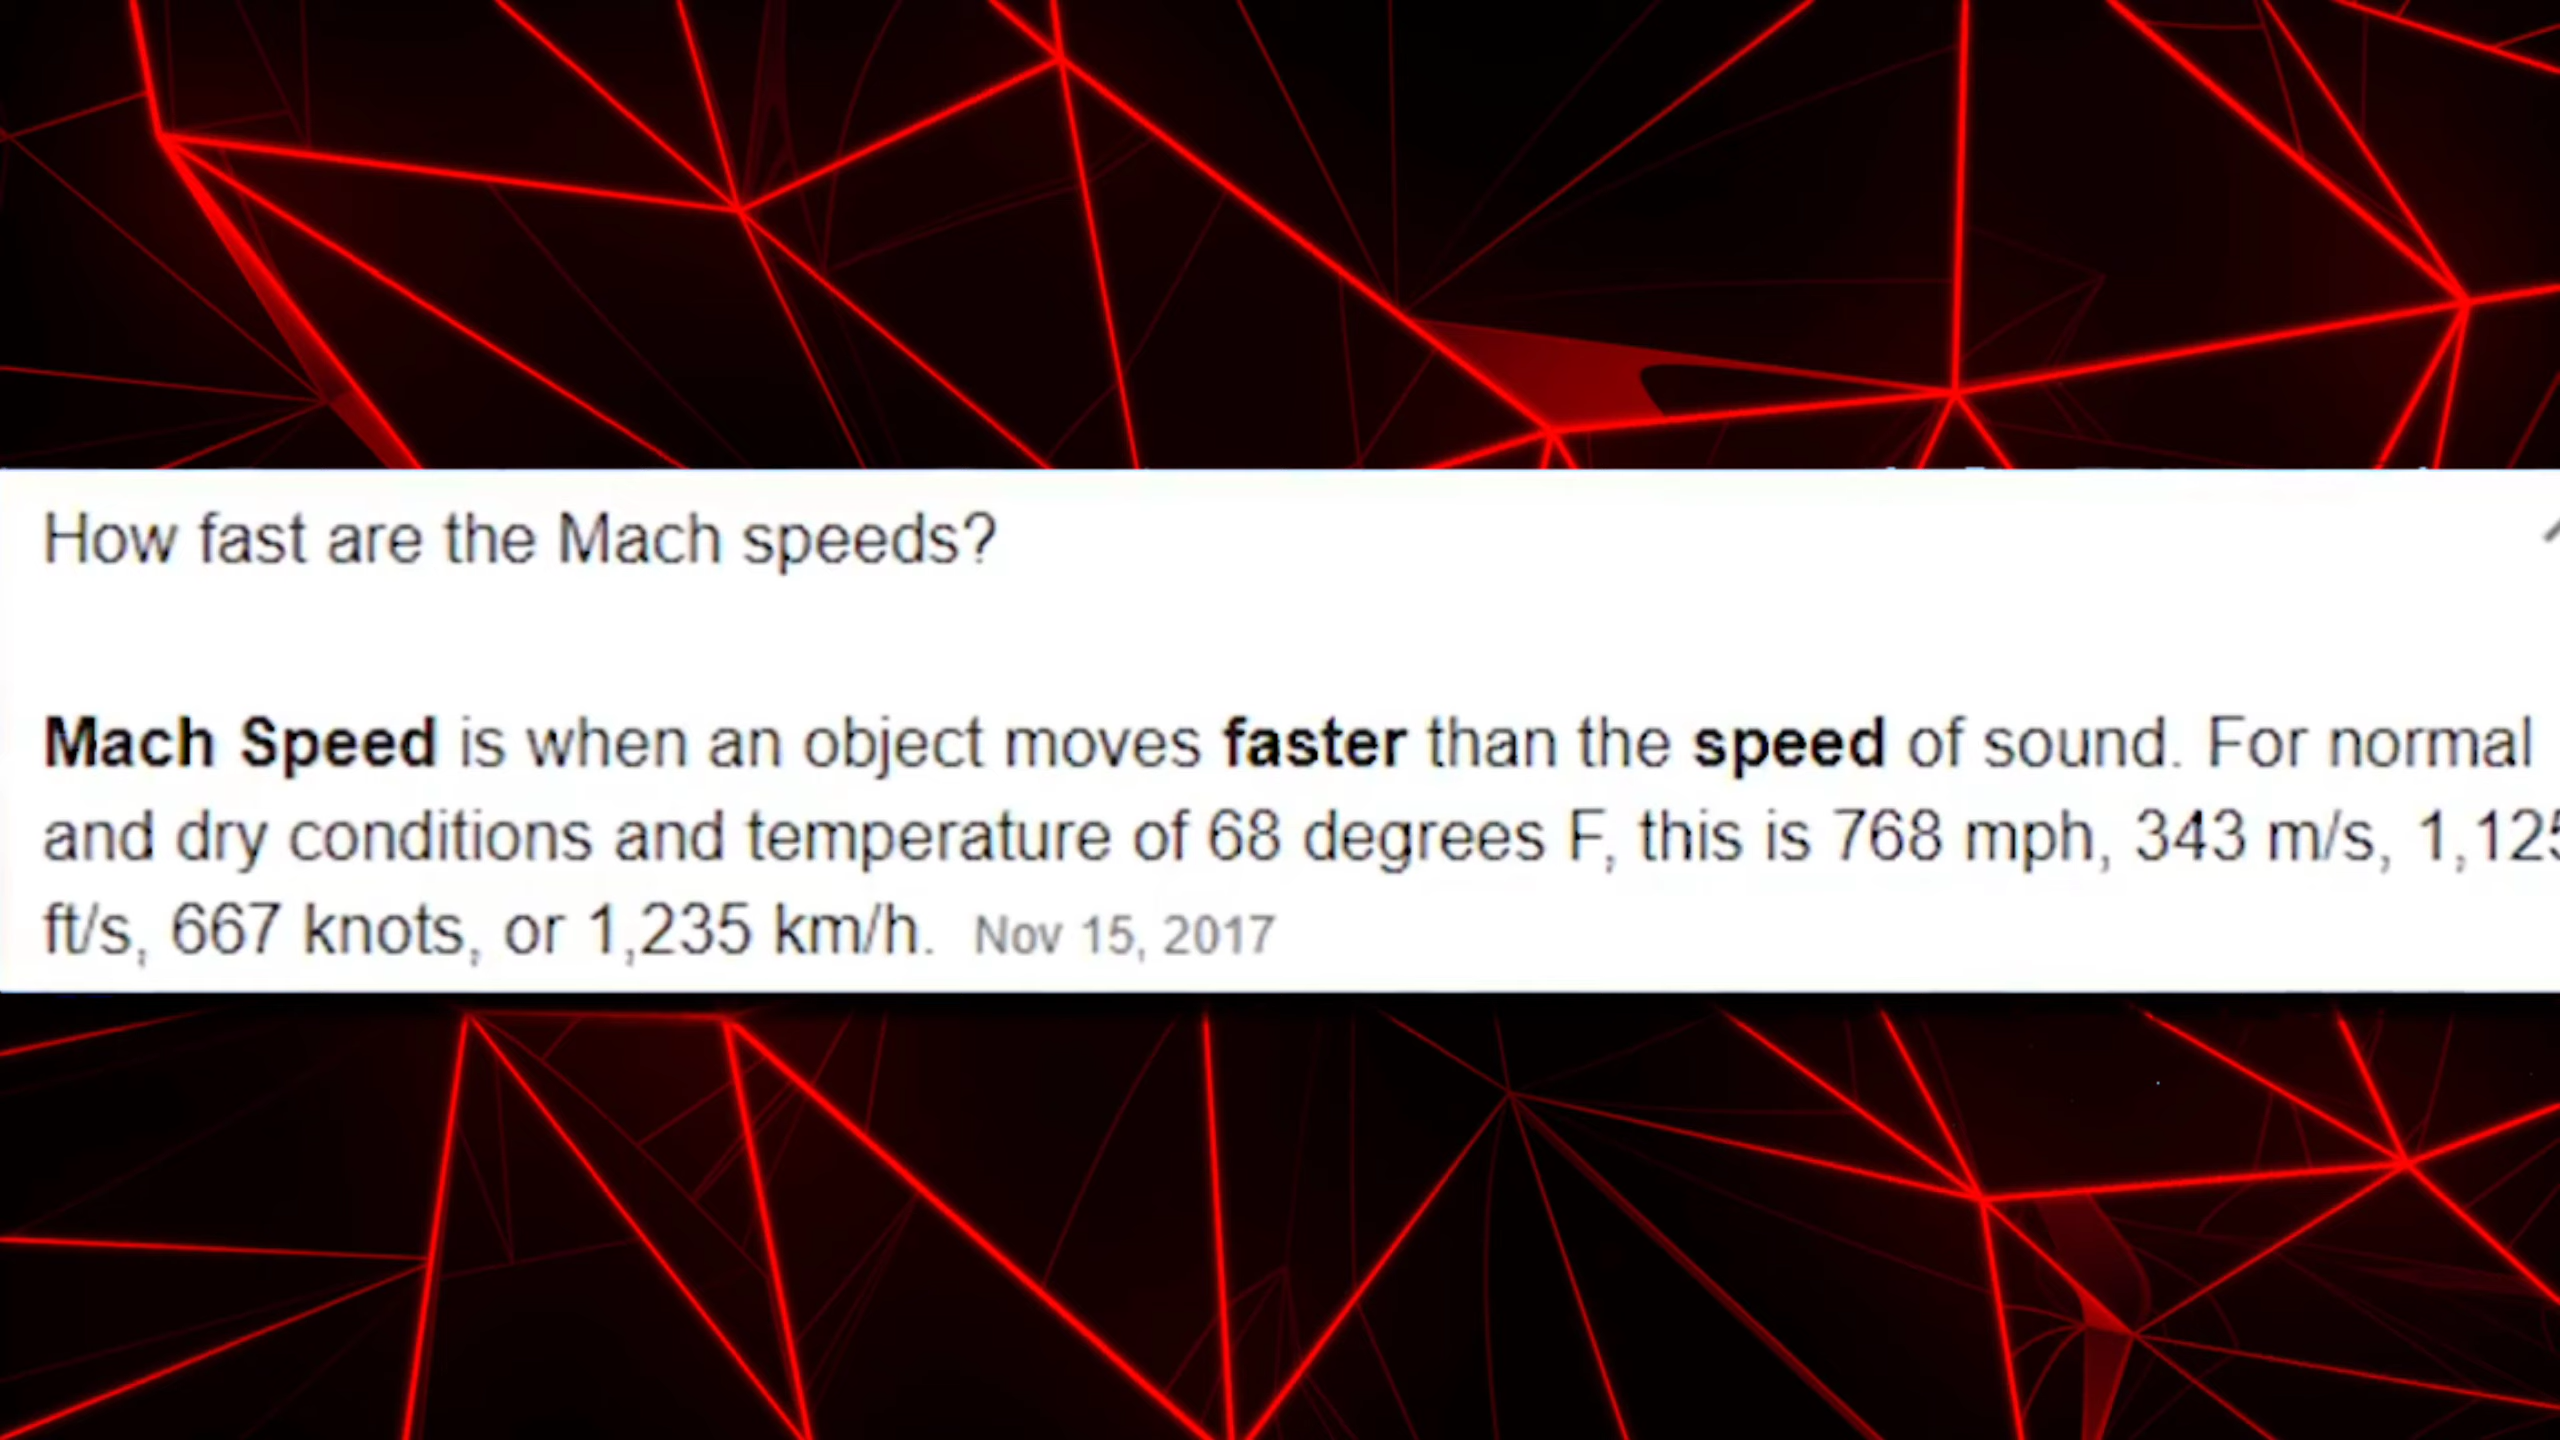 How fast are the Mach speeds?
Mach Speed is when an object moves faster than the speed of sound. For normal
and dry conditions and temperature of 68 degrees F, this is 768 mph, 343 m/s, 1,125
ft/s, 667 knots, or 1,235 km/h. Nov 15, 2017